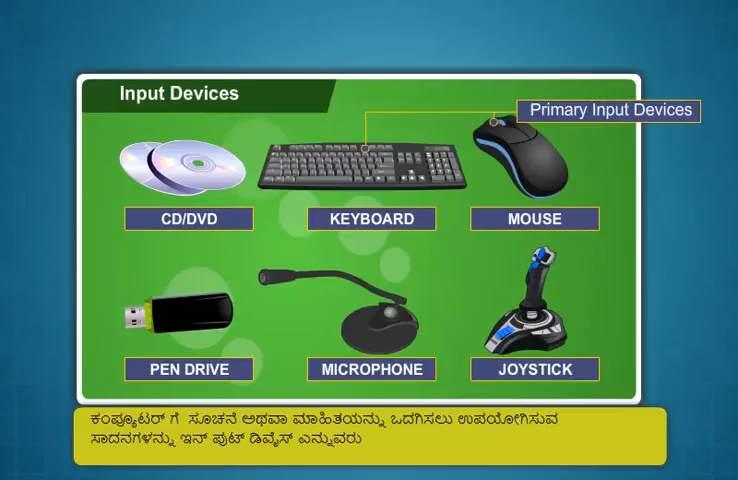 Input Devices
Primary Input Devices
CD/DVD
KEYBOARD
MOUSE
PEN DRIVE
MICROPHONE
JOYSTICK
ಕಂಪ್ಯೂಟರ್ ಗೆ ಸೂಚನೆ ಅಥವಾ ಮಾಹಿತಿಯನ್ನು ಒದಗಿಸಲು ಉಪಯೋಗಿಸುವ
ಸಾದನಗಳನ್ನು ಇನ್ ಪುಟ್ ಡಿವೈಸ್ ಎನ್ನುವರು